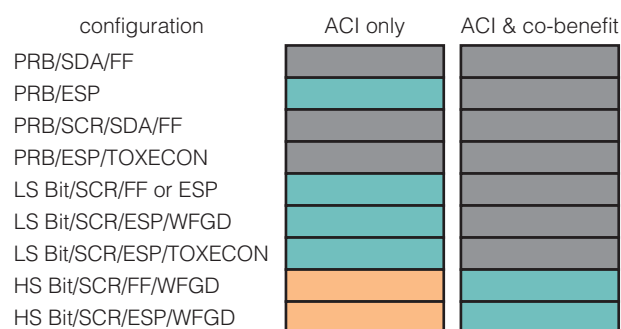 configuration ACI only ACI & co-benefit
PRB/SDA/FF
PRB/ESP
PRB/SCR/SDA/FF
PRB/ESP/TOXECON
LS Bit/SCR/FF or ESP
LS Bit/SCR/ESP/WFGD
LS Bit/SCR/ESP/TOXECON
HS Bit/SCR/FF/WFGD
HS Bit/SCR/ESP/WFGD